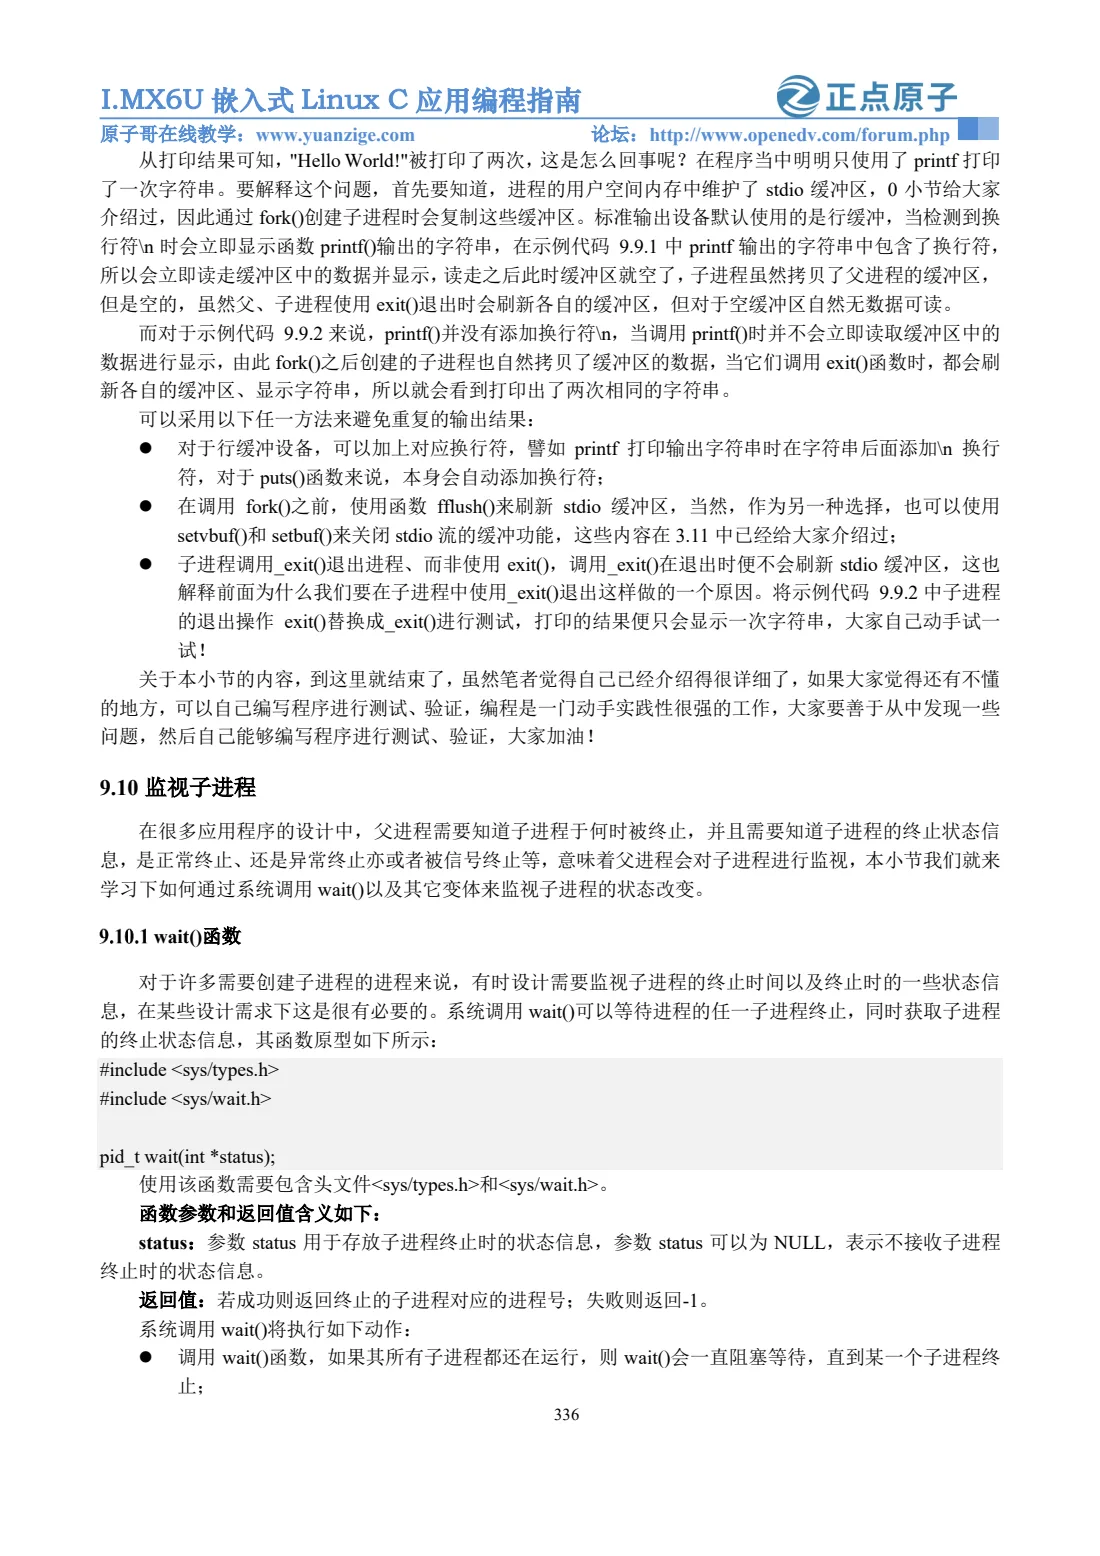 I.MX6U 嵌入式 Linux C 应用编程指南
正点原子
原子哥在线教学：www.yuanzige.com 论坛：http://www.openedv.com/forum.php
从打印结果可知，"Hello World!"被打印了两次，这是怎么回事呢？在程序当中明明只使用了 printf 打印
了一次字符串。要解释这个问题，首先要知道，进程的用户空间内存中维护了 stdio 缓冲区，0 小节给大家
介绍过，因此通过 fork()创建子进程时会复制这些缓冲区。标准输出设备默认使用的是行缓冲，当检测到换
行符\n 时会立即显示函数 printf()输出的字符串，在示例代码 9.9.1 中 printf 输出的字符串中包含了换行符，
所以会立即读走缓冲区中的数据并显示，读走之后此时缓冲区就空了，子进程虽然拷贝了父进程的缓冲区，
但是空的，虽然父、子进程使用 exit()退出时会刷新各自的缓冲区，但对于空缓冲区自然无数据可读。
而对于示例代码 9.9.2 来说，printf()并没有添加换行符\n，当调用 printf()时并不会立即读取缓冲区中的
数据进行显示，由此 fork()之后创建的子进程也自然拷贝了缓冲区的数据，当它们调用 exit()函数时，都会刷
新各自的缓冲区、显示字符串，所以就会看到打印出了两次相同的字符串。
可以采用以下任一方法来避免重复的输出结果：
● 对于行缓冲设备，可以加上对应换行符，譬如 printf 打印输出字符串时在字符串后面添加\n 换行
符，对于 puts()函数来说，本身会自动添加换行符；
● 在调用 fork()之前，使用函数 fflush()来刷新 stdio 缓冲区，当然，作为另一种选择，也可以使用
setvbuf()和 setbuf()来关闭 stdio 流的缓冲功能，这些内容在 3.11 中已经给大家介绍过；
● 子进程调用_exit()退出进程、而非使用 exit()，调用_exit()在退出时便不会刷新 stdio 缓冲区，这也
解释前面为什么我们要在子进程中使用_exit()退出这样做的一个原因。将示例代码 9.9.2 中子进程
的退出操作 exit()替换成_exit()进行测试，打印的结果便只会显示一次字符串，大家自己动手试一
试！
关于本小节的内容，到这里就结束了，虽然笔者觉得自己已经介绍得很详细了，如果大家觉得还有不懂
的地方，可以自己编写程序进行测试、验证，编程是一门动手实践性很强的工作，大家要善于从中发现一些
问题，然后自己能够编写程序进行测试、验证，大家加油！
9.10 监视子进程
在很多应用程序的设计中，父进程需要知道子进程于何时被终止，并且需要知道子进程的终止状态信
息，是正常终止、还是异常终止亦或者被信号终止等，意味着父进程会对子进程进行监视，本小节我们就来
学习下如何通过系统调用 wait()以及其它变体来监视子进程的状态改变。
9.10.1 wait()函数
对于许多需要创建子进程的进程来说，有时设计需要监视子进程的终止时间以及终止时的一些状态信
息，在某些设计需求下这是很有必要的。系统调用 wait()可以等待进程的任一子进程终止，同时获取子进程
的终止状态信息，其函数原型如下所示：
#include <sys/types.h>
#include <sys/wait.h>
pid_t wait(int *status);
使用该函数需要包含头文件<sys/types.h>和<sys/wait.h>。
函数参数和返回值含义如下：
status：参数 status 用于存放子进程终止时的状态信息，参数 status 可以为 NULL，表示不接收子进程
终止时的状态信息。
返回值：若成功则返回终止的子进程对应的进程号；失败则返回-1。
系统调用 wait()将执行如下动作：
● 调用 wait()函数，如果其所有子进程都还在运行，则 wait()会一直阻塞等待，直到某一个子进程终
止；
336